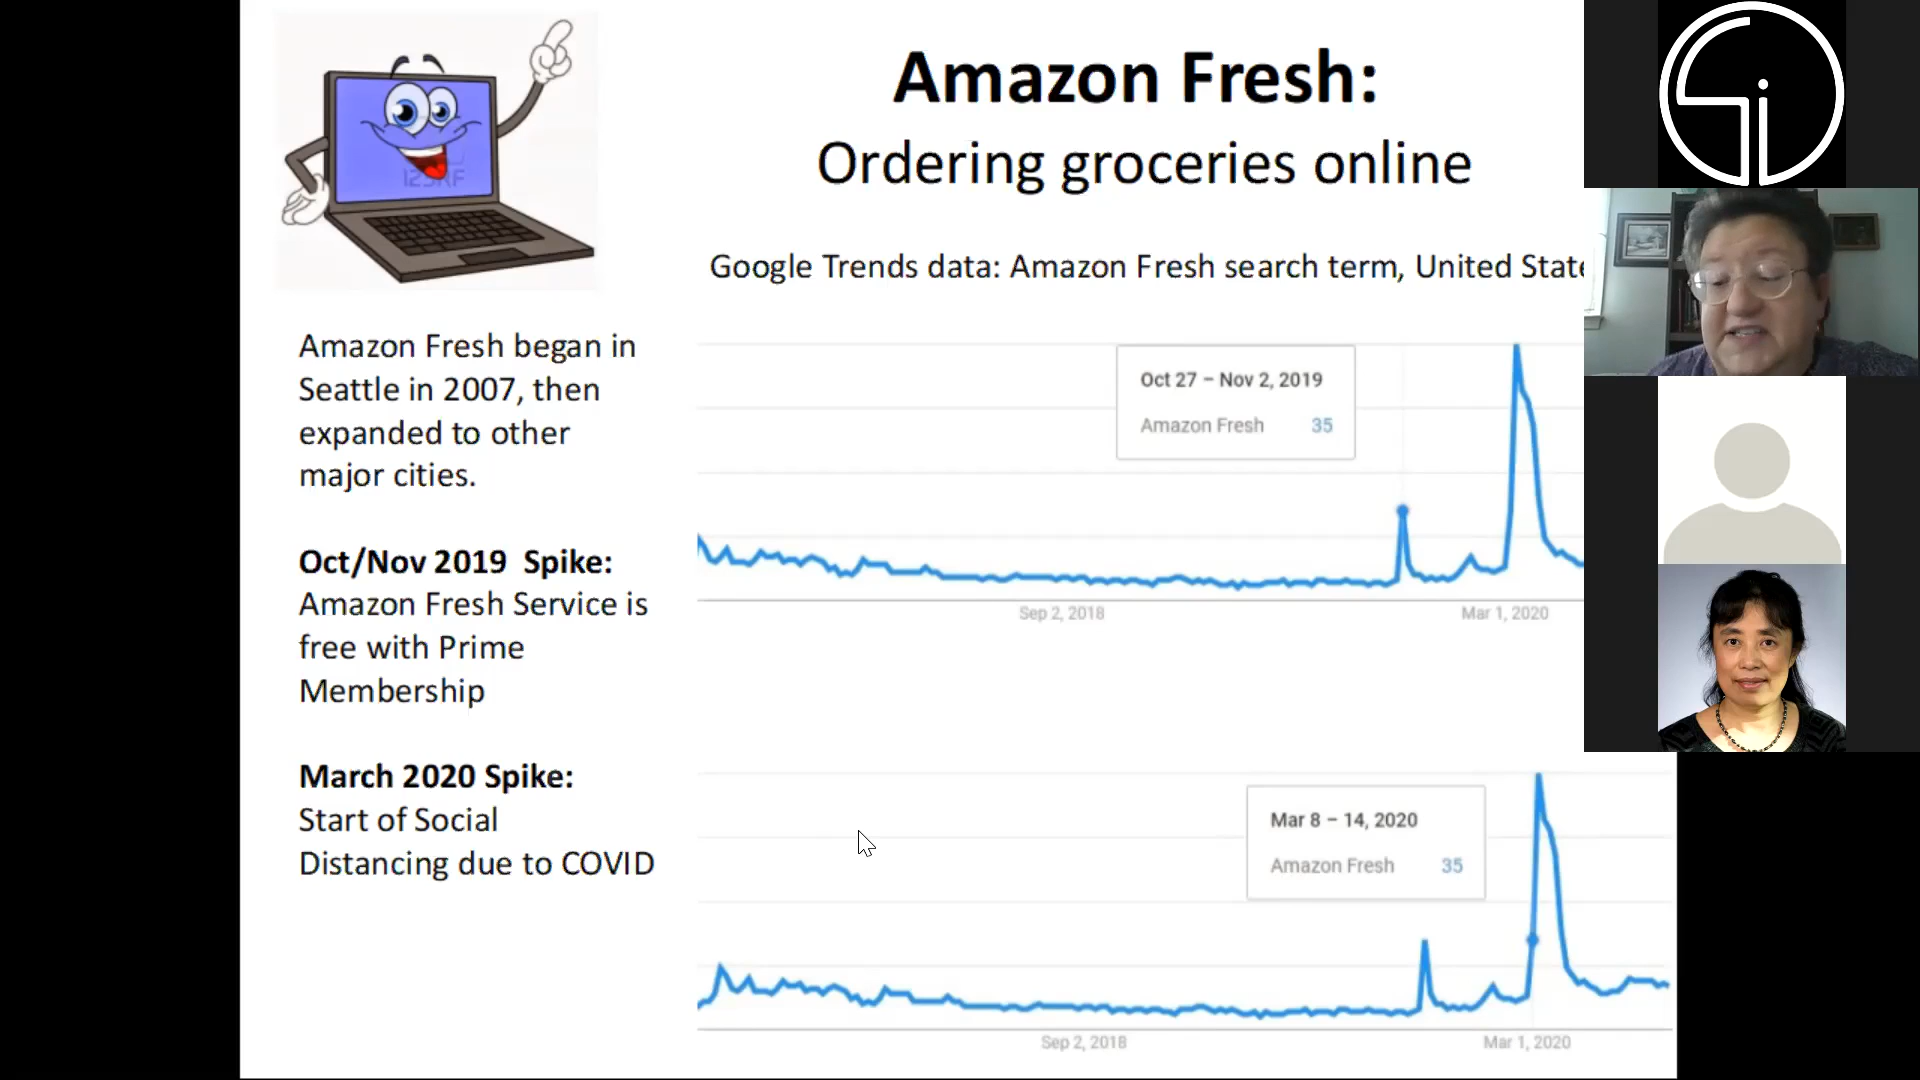 Amazon Fresh:
Ordering groceries online
Google Trends data: Amazon Fresh search term, United State
Amazon Fresh began in
Seattle in 2007, then
expanded to other
major cities.
Oct/Nov 2019 Spike:
Amazon Fresh Service is
free with Prime
Membership
March 2020 Spike:
Start of Social
Distancing due to COVID
Oct 27 – Nov 2, 2019
Amazon Fresh 35
Sep 2, 2018
Mar 1, 2020
Mar 8 – 14, 2020
Amazon Fresh 35
Sep 2, 2018
Mar 1, 2020